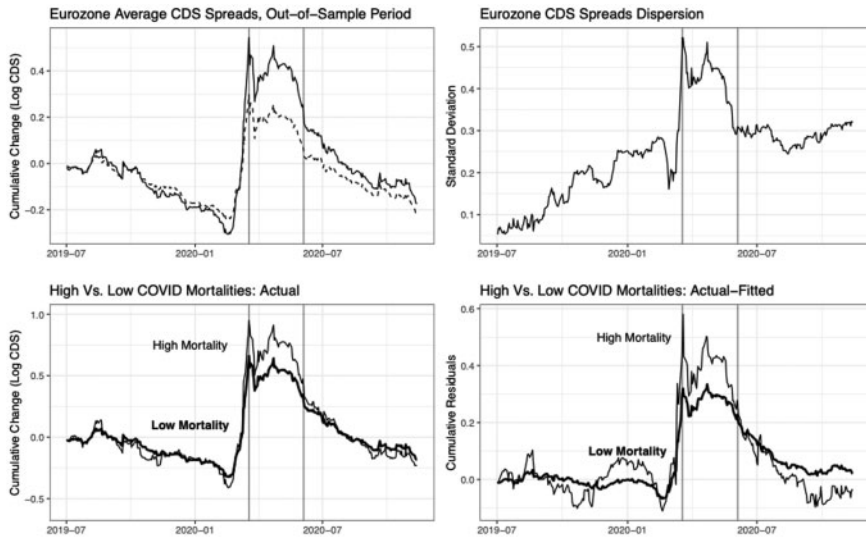 Eurozone Average CDS Spreads, Out-of-Sample Period
Cumulative Change (Log CDS)
0.4
0.2
0.0
−0.2
2019−07
2020−01
2020−07
Eurozone CDS Spreads Dispersion
Standard Deviation
0.5
0.4
0.3
0.2
0.1
2019−07
2020−01
2020−07
High Vs. Low COVID Mortalities: Actual
Cumulative Change (Log CDS)
1.0
0.5
0.0
−0.5
High Mortality
Low Mortality
2019−07
2020−01
2020−07
High Vs. Low COVID Mortalities: Actual−Fitted
Cumulative Residuals
0.6
0.4
0.2
0.0
High Mortality
Low Mortality
2019−07
2020−01
2020−07